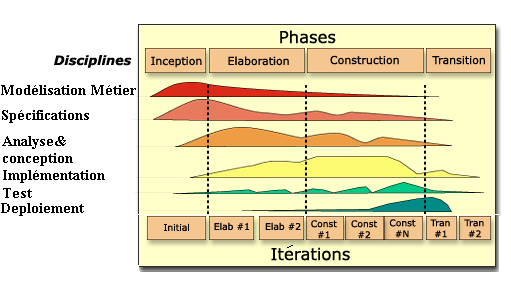 Phases
Disciplines
Inception Elaboration Construction Transition
Modélisation Métier
Spécifications
Analyse&
conception
Implémentation
Test
Deploiement
Initial Elab #1 Elab #2 Const #1 Const #2 Const #N Tran #1 Tran #2
Itérations